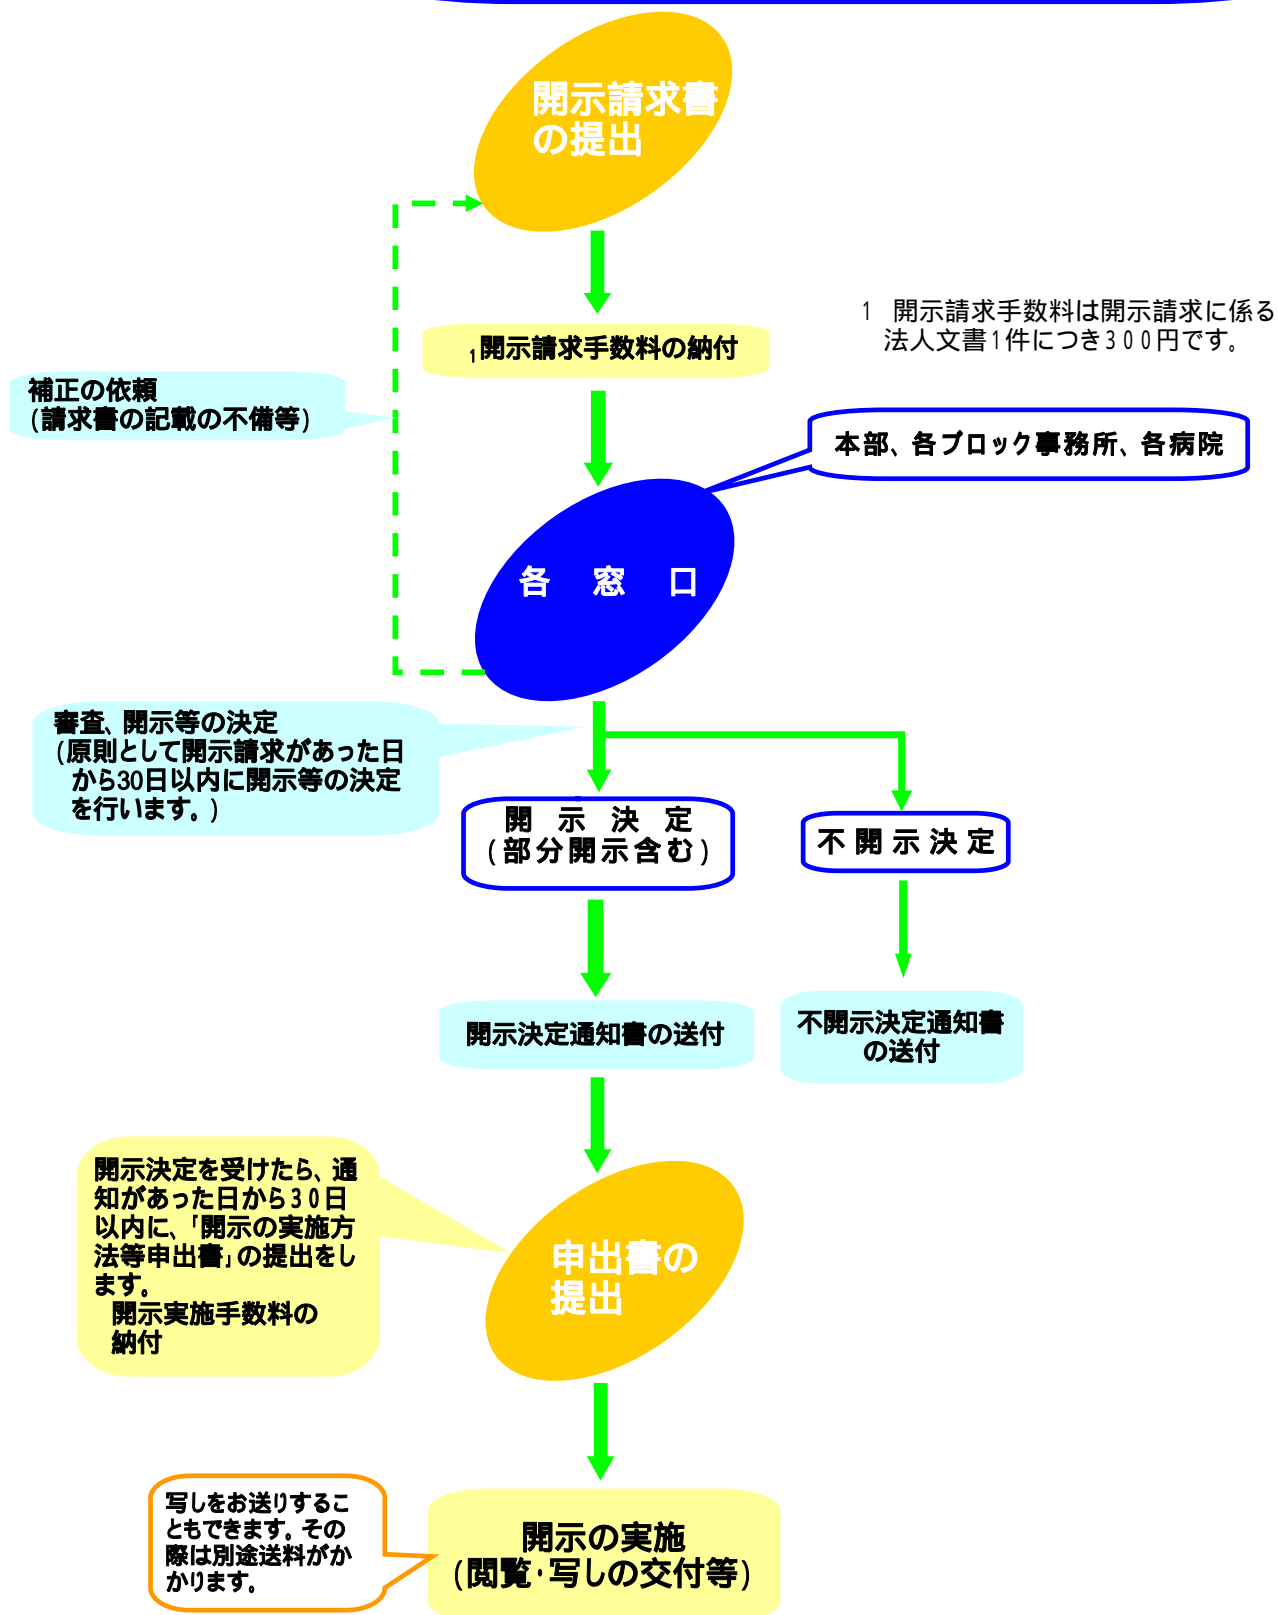 開示請求書
の提出
1開示請求手数料の納付
1 開示請求手数料は開示請求に係る
法人文書1件につき300円です。
補正の依頼
(請求書の記載の不備等)
本部、各ブロック事務所、各病院
各 窓 口
審査、開示等の決定
(原則として開示請求があった日
から30日以内に開示等の決定
を行います。)
開 示 決 定
(部分開示含む)
不開示決定
開示決定通知書の送付
不開示決定通知書
の送付
開示決定を受けたら、通
知があった日から30日
以内に、「開示の実施方
法等申出書」の提出をし
ます。
開示実施手数料の
納付
申出書の
提出
写しをお送りするこ
ともできます。その
際は別途送料がか
かります。
開示の実施
(閲覧・写しの交付等)